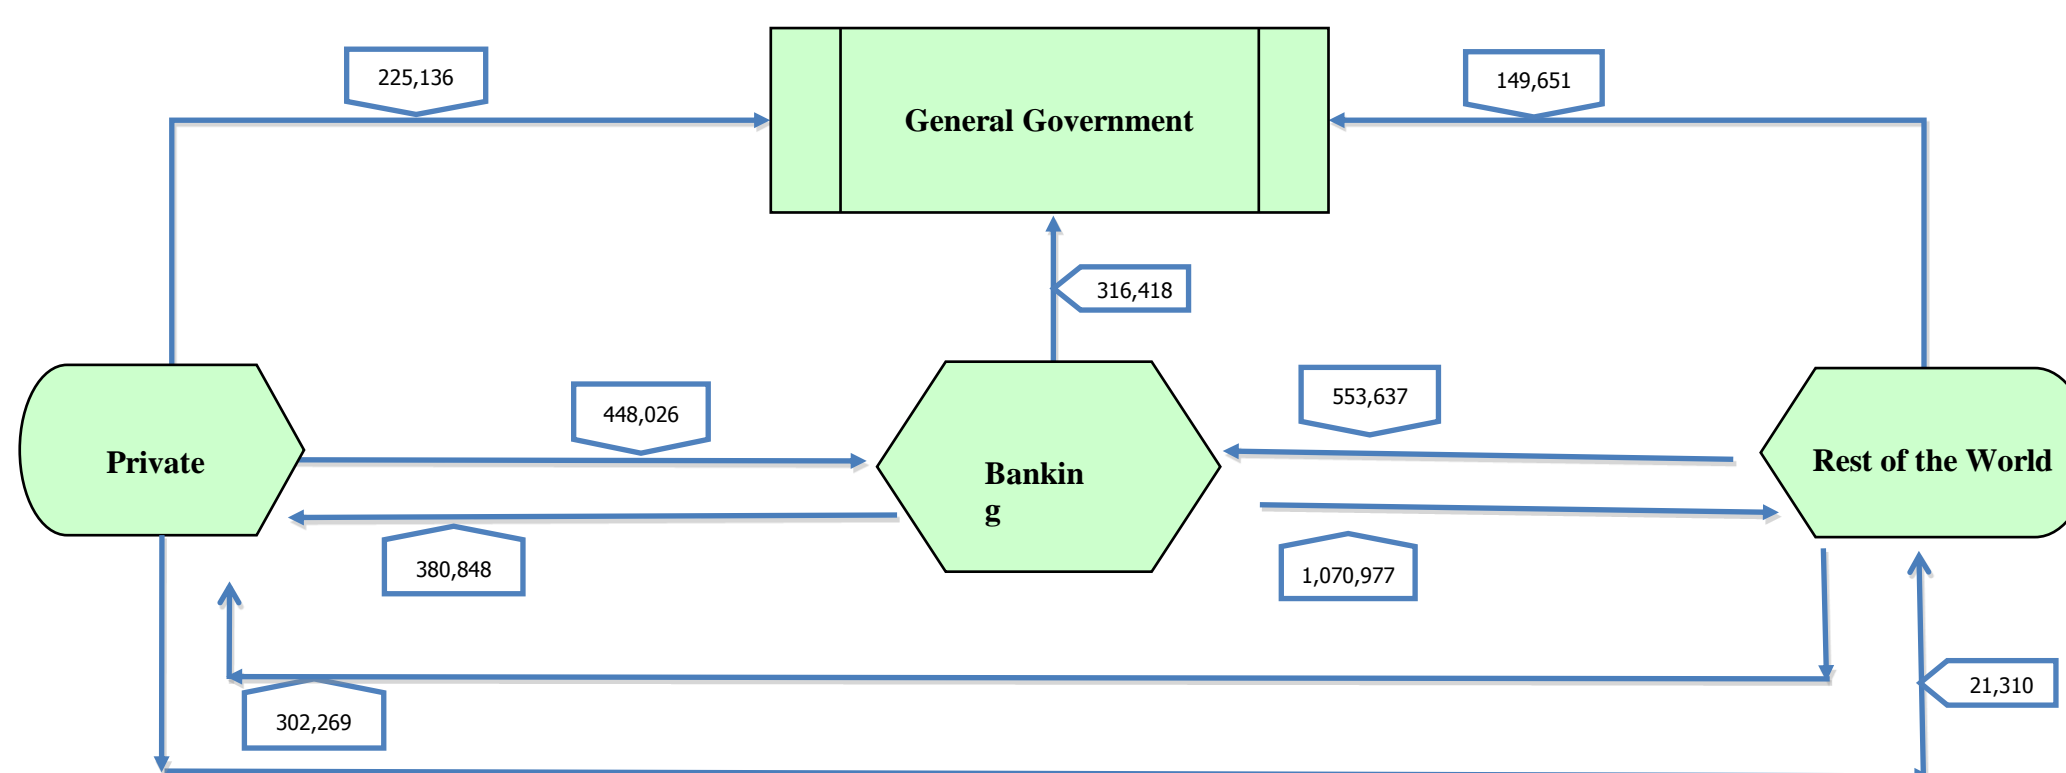 225,136
149,651
General Government
316,418
553,637
448,026
Private
Bankin
g
Rest of the World
380,848
1,070,977
21,310
302,269